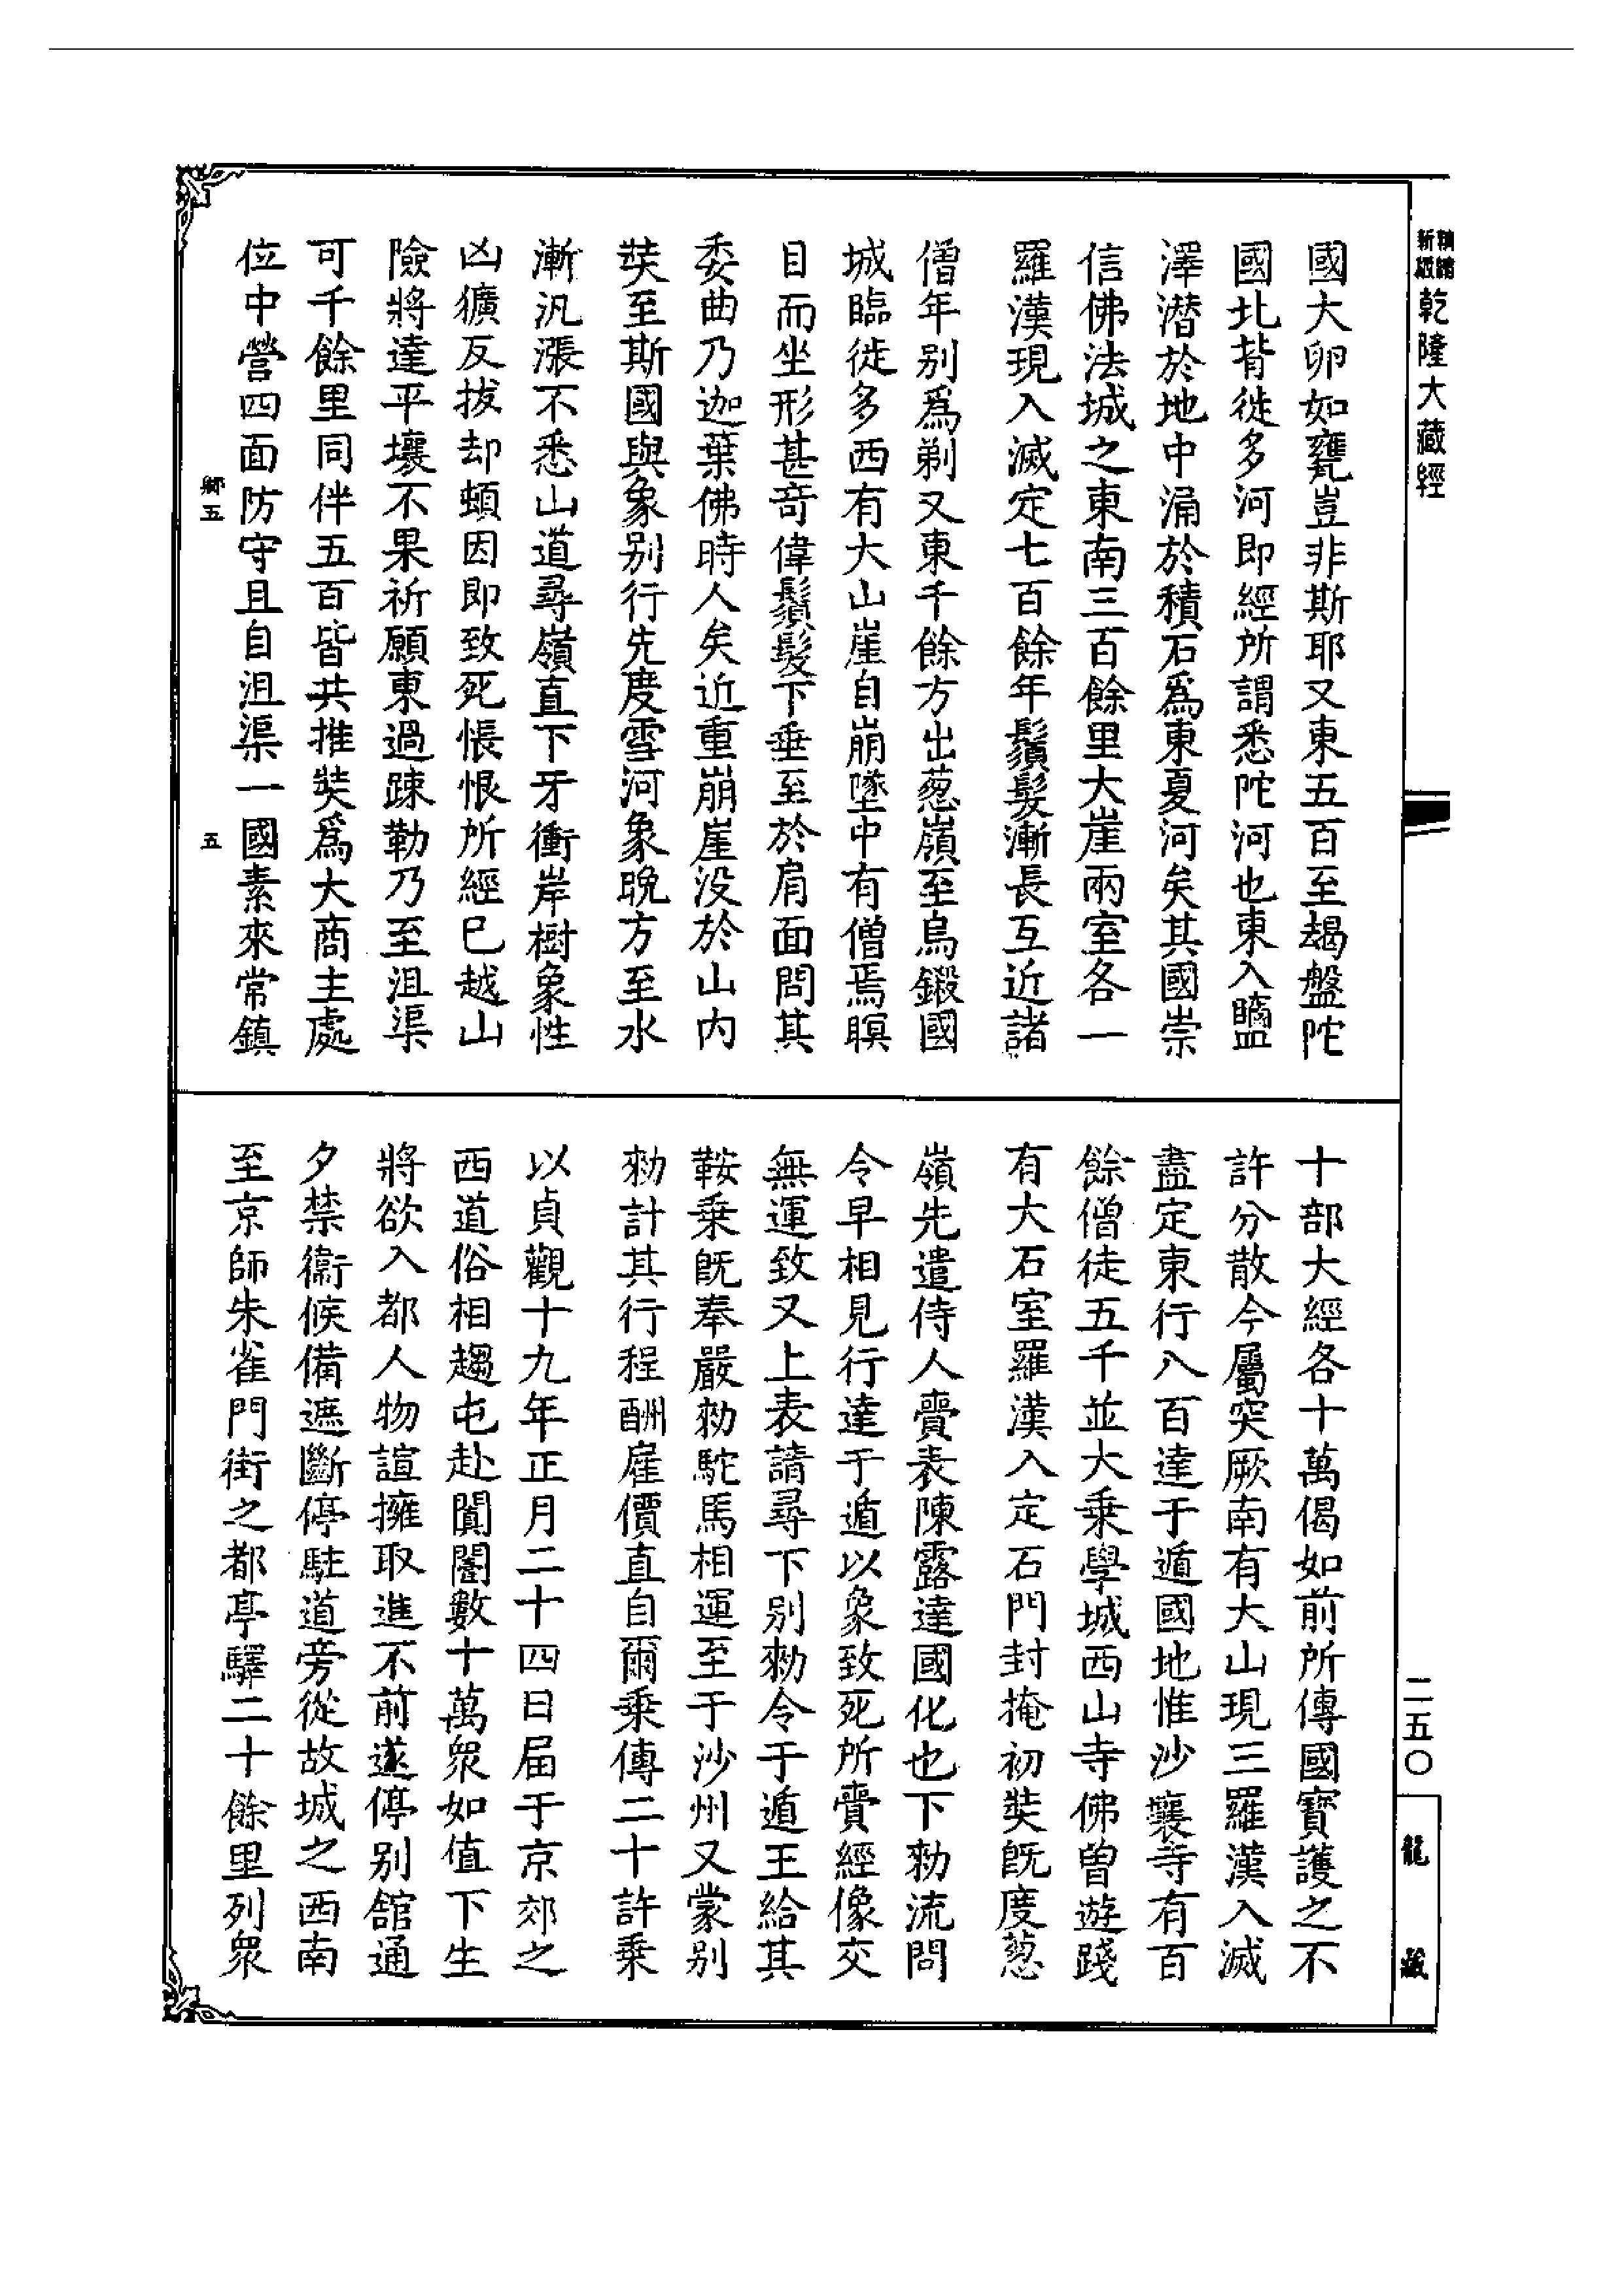 乾隆大藏經
國大卵如甕豈非斯耶又東五百至朅盤陀
國北背徙多河即經所謂悉陀河也東入鹽
澤潛於地中涌於積石爲東夏河矣其國崇
信佛法城之東南三百餘里大崖兩室各一
羅漢現入滅定七百餘年鬚髮漸長互近諸
僧年别爲剃又東千餘方出葱嶺至烏鎩國
城臨徙多西有大山崖自崩墜中有僧焉瞑
目而坐形甚竒偉鬚髮下垂至於肩面問其
委曲乃迦葉佛時人矣近重崩崖没於山内
奘至斯國與象别行先度雪河象晚方至水
漸汎漲不悉山道尋嶺直下牙衝岸樹象性
凶獷反拔却頓因即致死悵恨所經已越山
險將達平壤不果祈願東過踈勒乃至沮渠
可千餘里同伴五百皆共推奘爲大商主處
位中營四面防守且自沮渠一國素來常鎮
鄉五
五
十部大經各十萬偈如前所傳國寶護之不
許分散今屬突厥南有大山現三羅漢入滅
盡定東行八百達于遁國地惟沙壤寺有百
餘僧徒五千並大乘學城西山寺佛曾遊踐
有大石室羅漢入定石門封掩初奘旣度葱
嶺先遣侍人賷表陳露達國化也下勑流問
令早相見行達于遁以象致死所賷經像交
無運致又上表請尋下别勑令于遁王給其
鞍乘旣奉嚴勑駝馬相運至于沙州又蒙别
勑計其行程酬雇價直自爾乘傳二十許乘
以貞觀十九年正月二十四日届于京郊之
西道俗相趨屯赴闐闔數十萬衆如值下生
將欲入都人物諠擁取進不前遂停别館通
夕禁衞候備遮斷停駐道旁從故城之西南
至京師朱雀門街之都亭驛二十餘里列衆
二五〇
龍藏